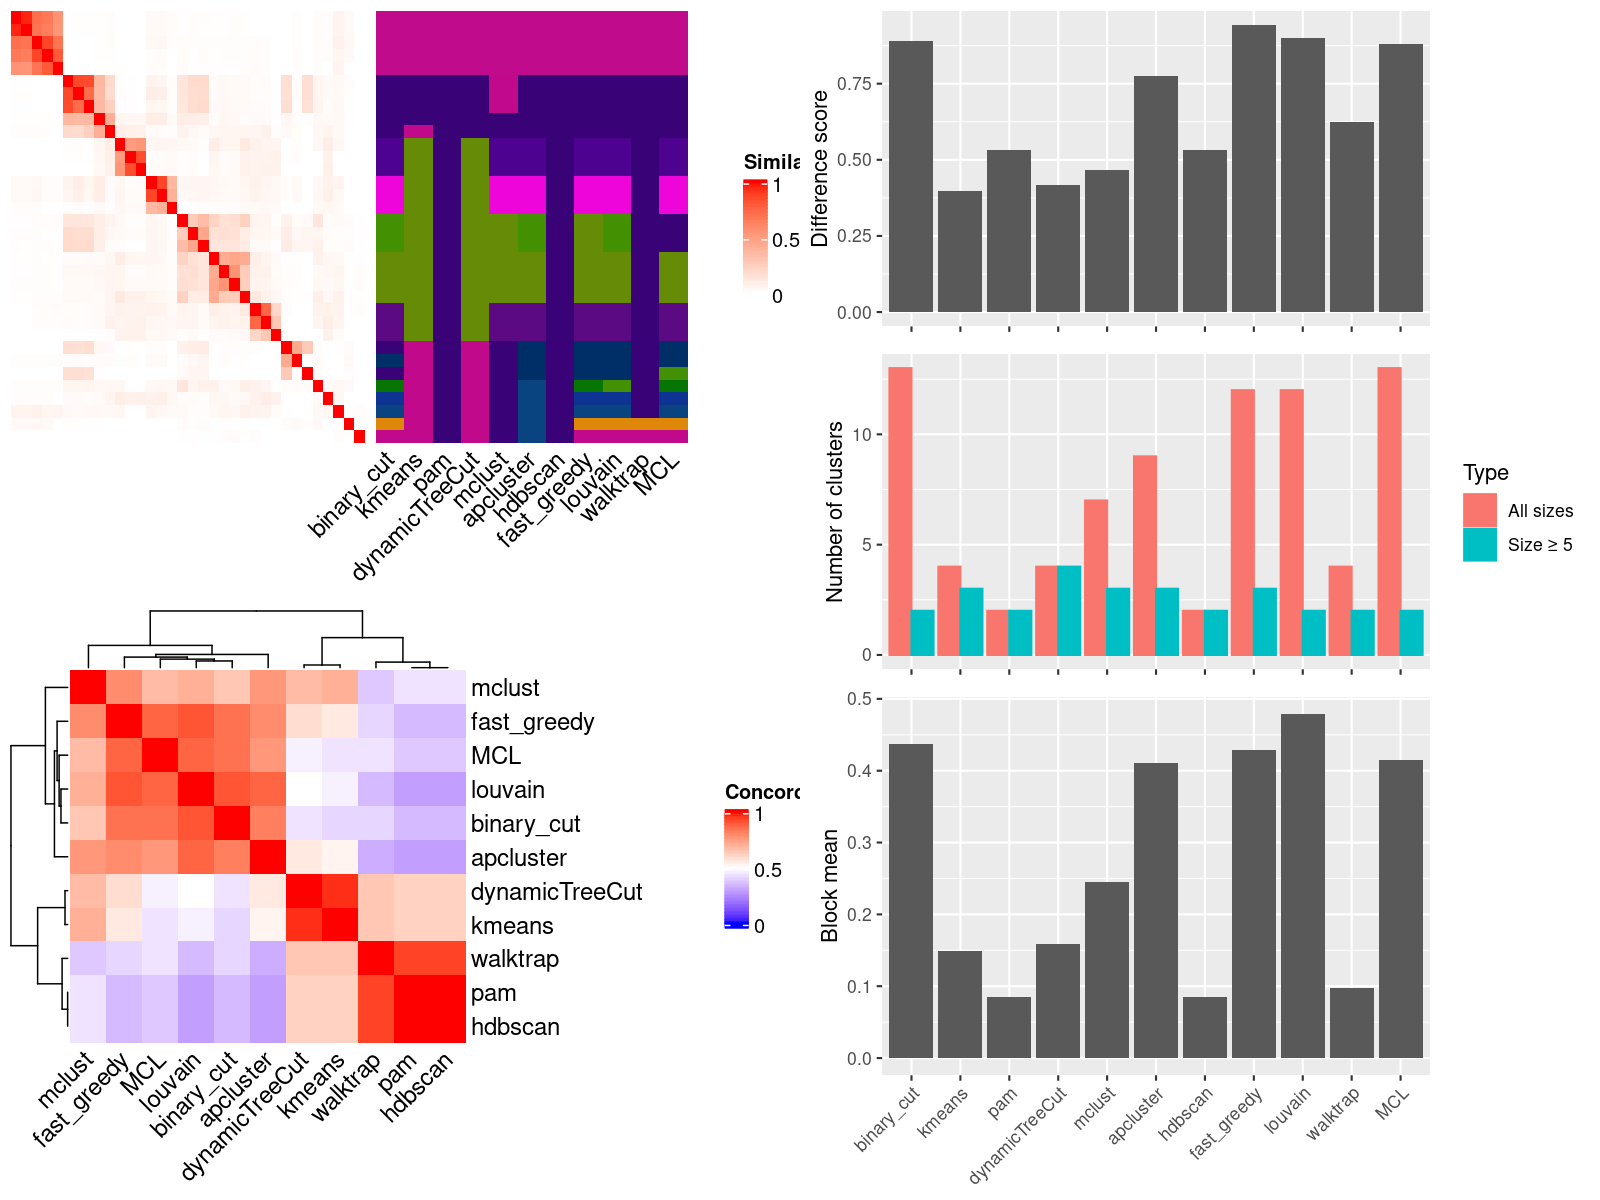 Simila
1
0.5
0
binary_cut
kmeans
pam
dynamicTreeCut
mclust
apcluster
hdbscan
fast_greedy
louvain
walktrap
MCL
mclust
fast_greedy
MCL
louvain
binary_cut
apcluster
dynamicTreeCut
kmeans
walktrap
pam
hdbscan
Concord
1
0.5
0
mclust
fast_greedy
MCL
louvain
binary_cut
apcluster
dynamicTreeCut
kmeans
walktrap
pam
hdbscan
Difference score
0.75
0.50
0.25
0.00
Number of clusters
10
5
0
Type
All sizes
Size ≥ 5
Block mean
0.5
0.4
0.3
0.2
0.1
0.0
binary_cut
kmeans
pam
dynamicTreeCut
mclust
apcluster
hdbscan
fast_greedy
louvain
walktrap
MCL